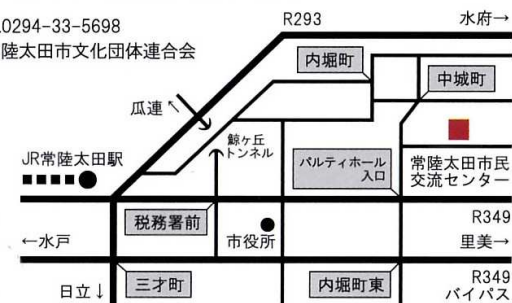 0294-33-5698
陸太田市文化団体連合会
R293
水府→
内堀町
中城町
瓜連↖
鯨ヶ丘
トンネル
JR常陸太田駅
パルティホール
入口
常陸太田市民
交流センター
税務署前
市役所
R349
←水戸
里美→
日立↓
三才町
内堀町東
R349
バイパス